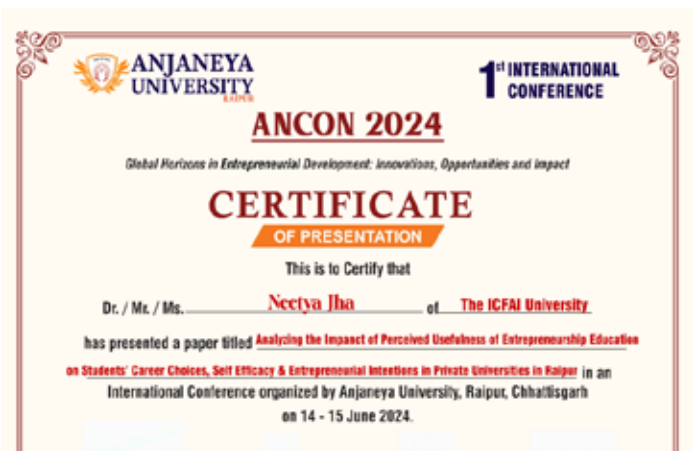 ANJANEYA
UNIVERSITY
RAIPUR
1st INTERNATIONAL
CONFERENCE
ANCON 2024
Global Horizons in Entrepreneurial Development: Innovations, Opportunities and Impact
CERTIFICATE
OF PRESENTATION
This is to Certify that
Dr. / Mr. / Ms. Neetya Jha of The ICFAI University
has presented a paper titled Analyzing the Impanct of Perceived Usefulness of Entrepreneurship Education
on Students' Career Choices, Self Efficacy & Entrepreneurial Intentions in Private Universities in Raipur in an
International Conference organized by Anjaneya University, Raipur, Chhattisgarh
on 14 - 15 June 2024.